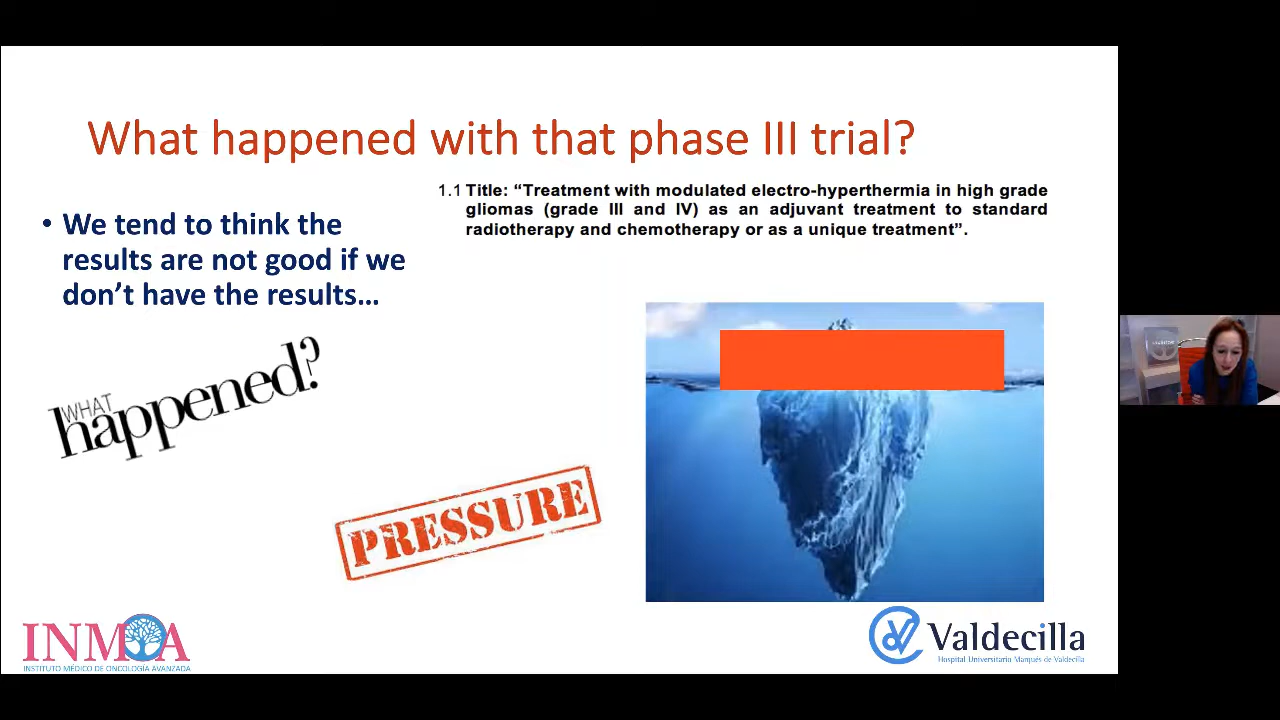 What happened with that phase III trial?
1.1 Title: “Treatment with modulated electro-hyperthermia in high grade
gliomas (grade III and IV) as an adjuvant treatment to standard
radiotherapy and chemotherapy or as a unique treatment”.
• We tend to think the
results are not good if we
don’t have the results…
WHAT
happened?
PRESSURE
INMOA
INSTITUTO MÉDICO DE ONCOLOGÍA AVANZADA
Valdecilla
Hospital Universitario Marqués de Valdecilla